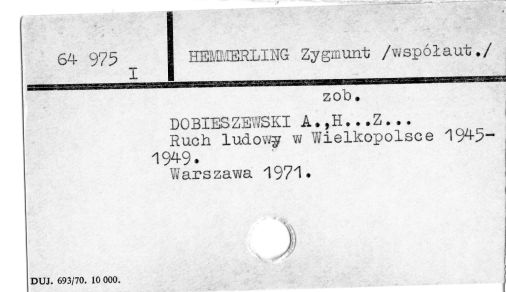 64 975
I
HEMMERLING Zygmunt /współaut./
zob.
DOBIESZEWSKI A.,H...Z...
Ruch ludowy w Wielkopolsce 1945-
1949.
Warszawa 1971.
DUJ. 693/70. 10 000.